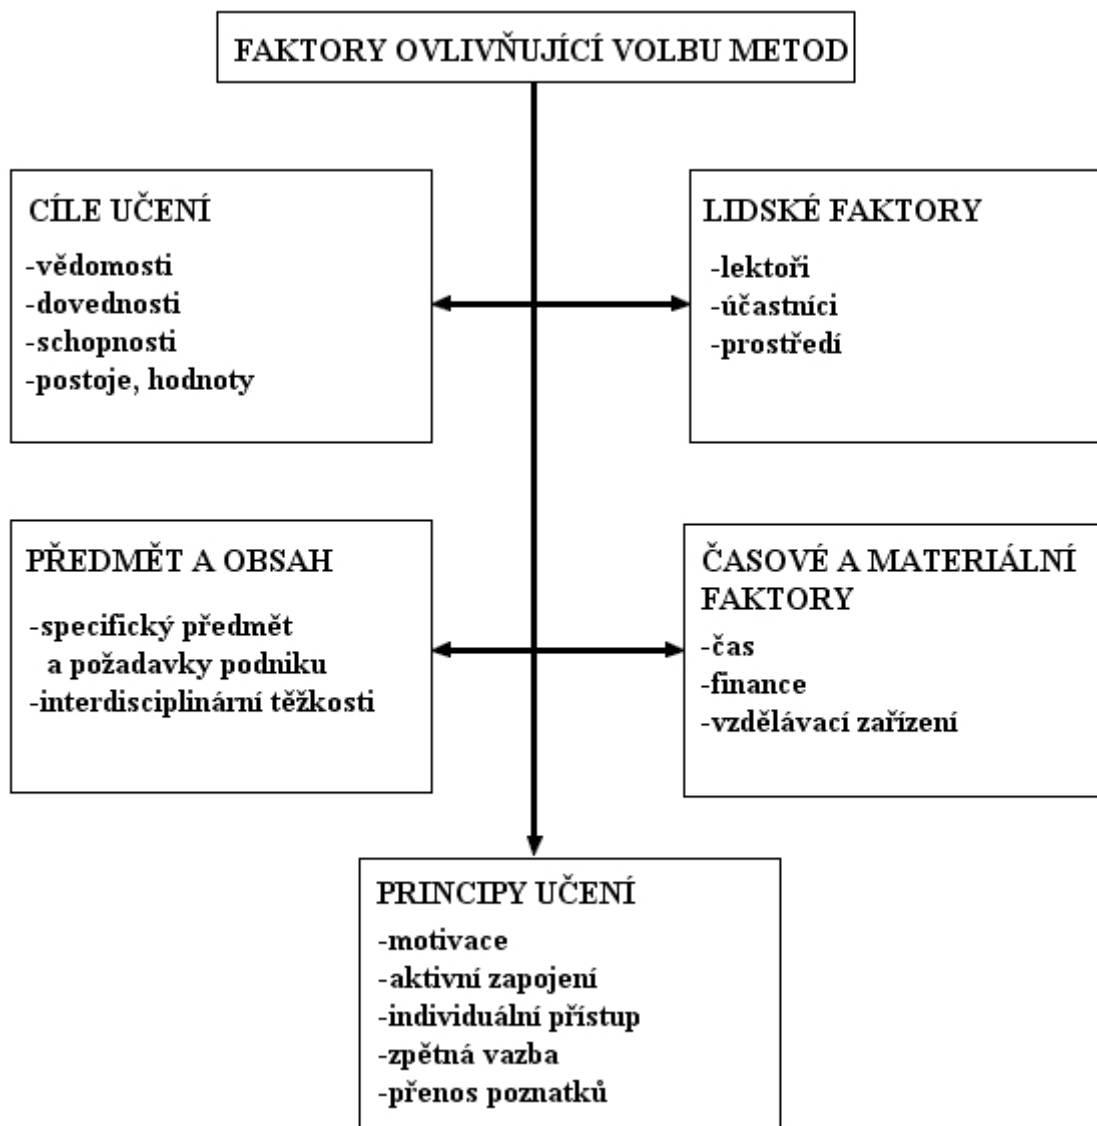 FAKTORY OVLIVŇUJÍCÍ VOLBU METOD
CÍLE UČENÍ
-vědomosti
-dovednosti
-schopnosti
-postoje, hodnoty
LIDSKÉ FAKTORY
-lektoři
-účastníci
-prostředí
PŘEDMĚT A OBSAH
-specifický předmět
a požadavky podniku
-interdisciplinární těžkosti
ČASOVÉ A MATERIÁLNÍ
FAKTORY
-čas
-finance
-vzdělávací zařízení
PRINCIPY UČENÍ
-motivace
-aktivní zapojení
-individuální přístup
-zpětná vazba
-přenos poznatků